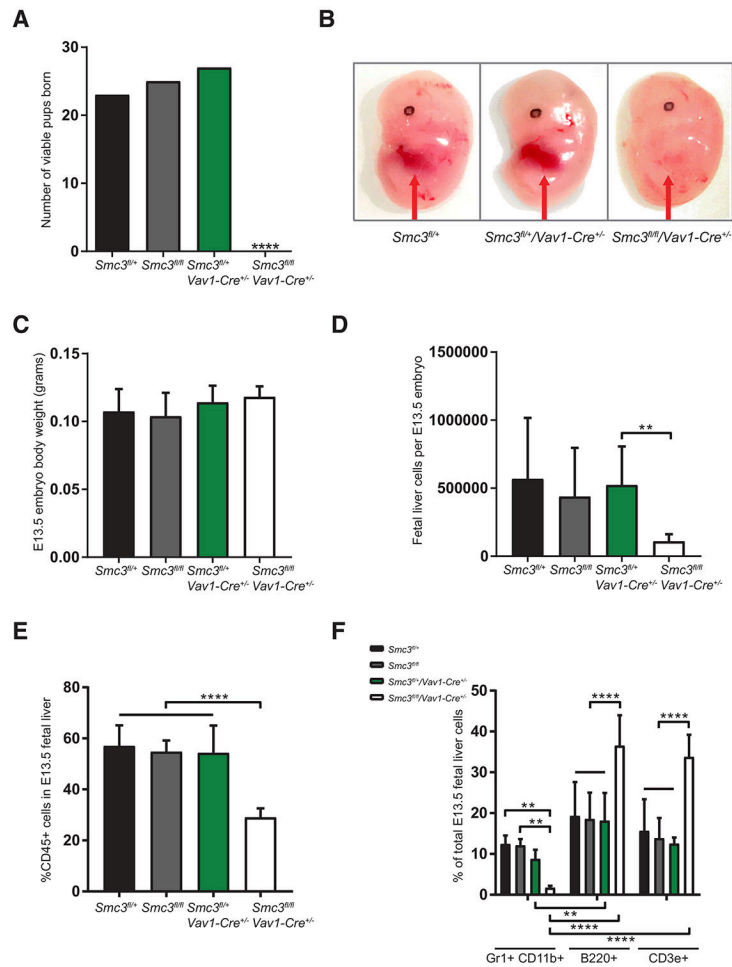 A
Number of viable pups born
30
20
10
0
****
Smc3fl/+
Smc3fl/fl
Smc3fl/+
Vav1-Cre+/-
Smc3fl/fl
Vav1-Cre+/-
B
Smc3fl/+
Smc3fl/+/Vav1-Cre+/-
Smc3fl/fl/Vav1-Cre+/-
C
E13.5 embryo body weight (grams)
0.15
0.10
0.05
0.00
Smc3fl/+
Smc3fl/fl
Smc3fl/+
Vav1-Cre+/-
Smc3fl/fl
Vav1-Cre+/-
D
Fetal liver cells per E13.5 embryo
1500000
1000000
500000
0
**
Smc3fl/+
Smc3fl/fl
Smc3fl/+
Vav1-Cre+/-
Smc3fl/fl
Vav1-Cre+/-
E
%CD45+ cells in E13.5 fetal liver
80
60
40
20
0
****
Smc3fl/+
Smc3fl/fl
Smc3fl/+
Vav1-Cre+/-
Smc3fl/fl
Vav1-Cre+/-
F
Smc3fl/+
Smc3fl/fl
Smc3fl/+/Vav1-Cre+/-
Smc3fl/fl/Vav1-Cre+/-
% of total E13.5 fetal liver cells
50
40
30
20
10
0
**
**
****
****
**
****
****
Gr1+ CD11b+
B220+
CD3e+